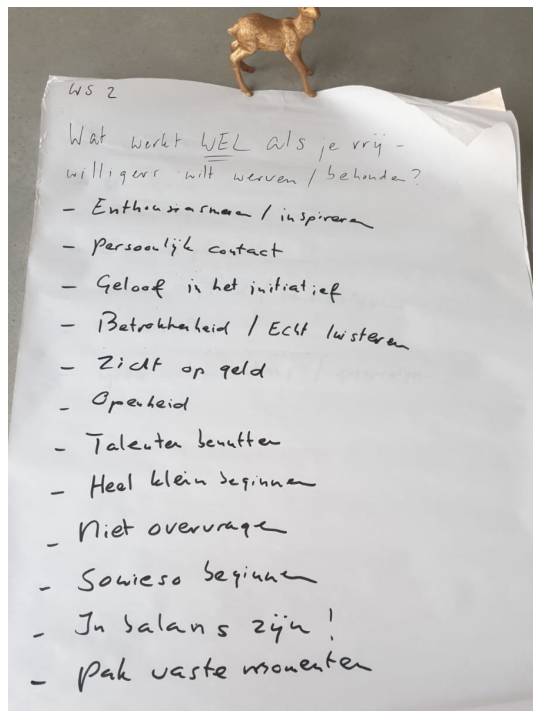 WS 2
Wat werkt WEL als je vrij-
willigers wilt werven / behouden?
- Enthousiasmeren / inspireren
- Persoonlijk contact
- Geloof in het initiatief
- Betrokkenheid / Echt luisteren
- Zicht op geld
- Openheid
- Talenten benutten
- Heel klein beginnen
- Niet overvragen
- Sowieso beginnen
- In balans zijn!
- Pak vaste momenten